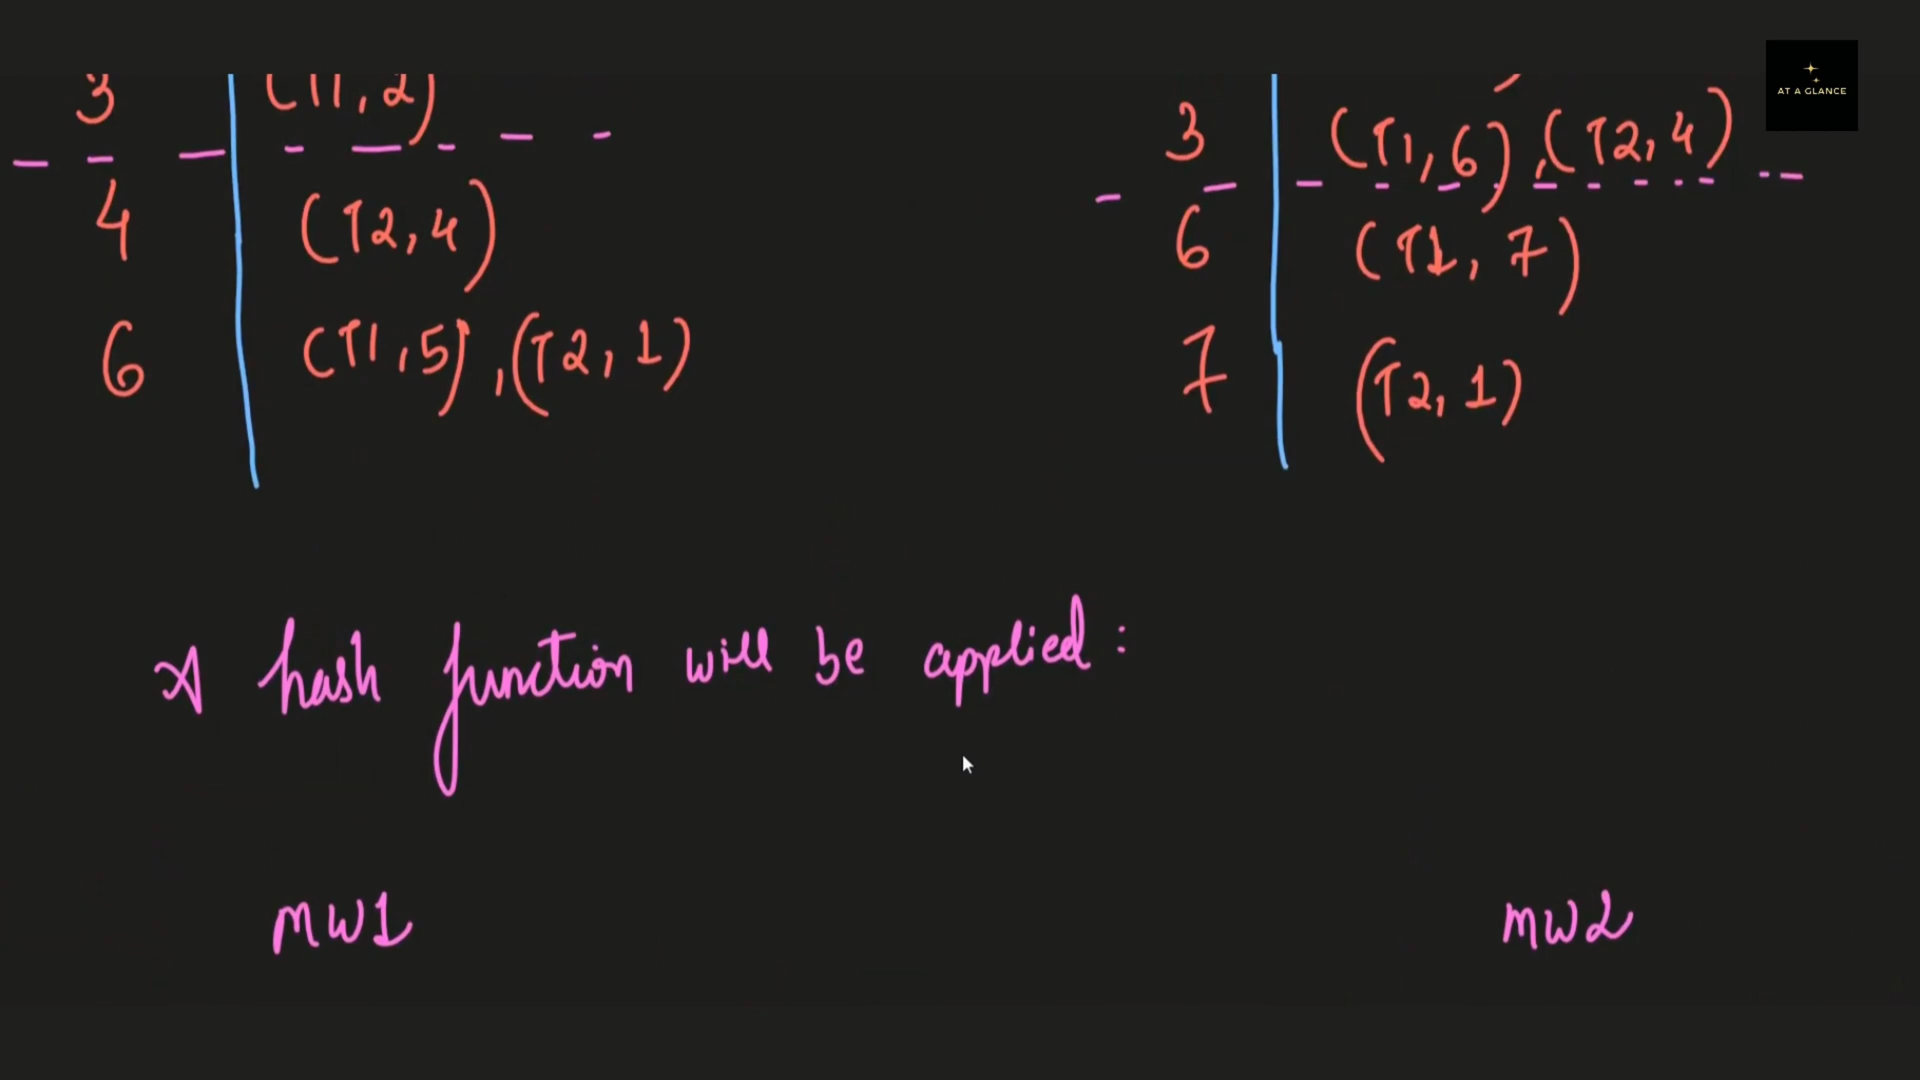 3 (T1, 2)
4 (T2, 4)
6 (T1, 5), (T2, 1)
3 (T1, 6), (T2, 4)
6 (T1, 7)
7 (T2, 1)
AT A GLANCE
A hash function will be applied :
MW1 MW2